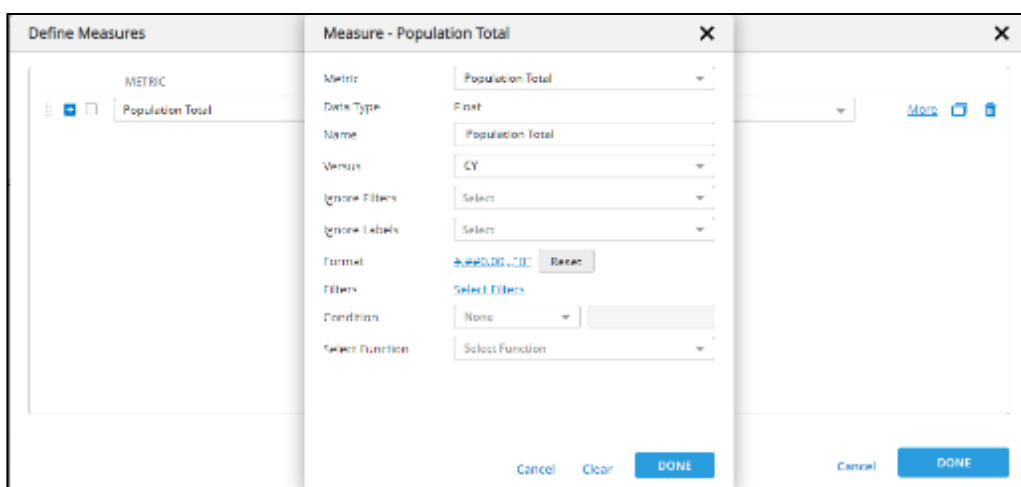 Define Measures
METRIC
Population Total
More
Cancel DONE
Measure - Population Total
Metric Population Total
Data Type Float
Name Population Total
Versus CY
Ignore Filters Select
Ignore Labels Select
Format Reset
Filters Select Filters
Condition None
Select Function Select Function
Cancel Clear DONE